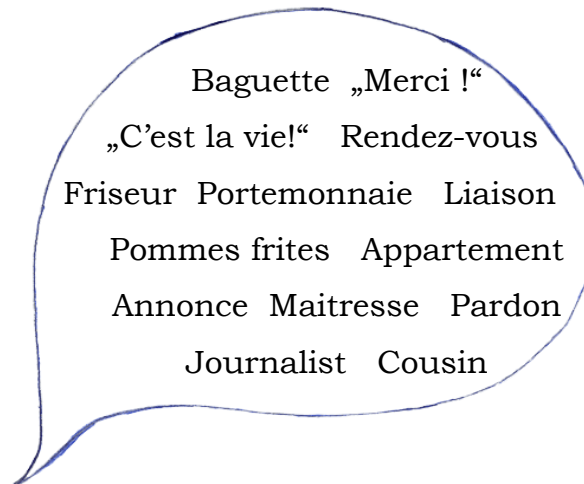 Baguette „Merci !“
„C’est la vie!“ Rendez-vous
Friseur Portemonnaie Liaison
Pommes frites Appartement
Annonce Maitresse Pardon
Journalist Cousin